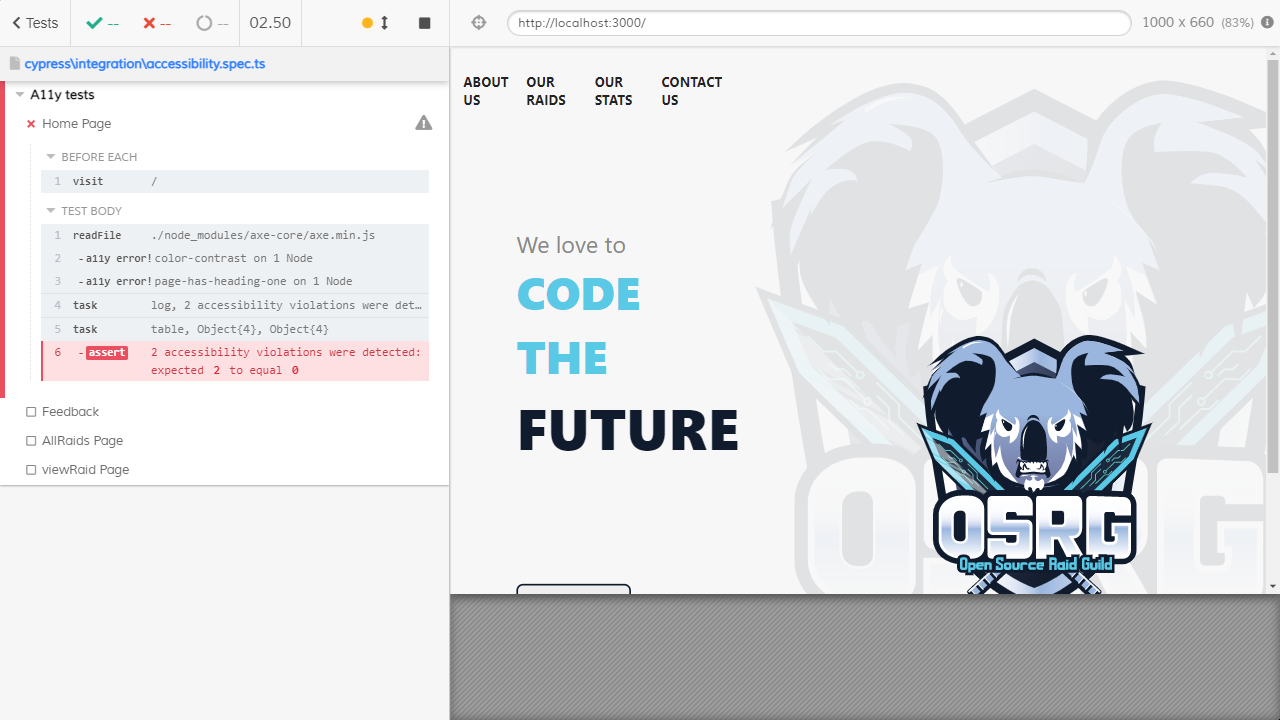 Tests -- -- -- 02.50
http://localhost:3000/ 1000 x 660 (83%)
cypress\integration\accessibility.spec.ts
A11y tests
Home Page
BEFORE EACH
1 visit /
TEST BODY
1 readFile ./node_modules/axe-core/axe.min.js
2 -a11y error! color-contrast on 1 Node
3 -a11y error! page-has-heading-one on 1 Node
4 task log, 2 accessibility violations were det…
5 task table, Object{4}, Object{4}
6 -assert 2 accessibility violations were detected:
expected 2 to equal 0
Feedback
AllRaids Page
viewRaid Page
ABOUT
US
OUR
RAIDS
OUR
STATS
CONTACT
US
We love to
CODE
THE
FUTURE
OSRG
OSRG
Open Source Raid Guild